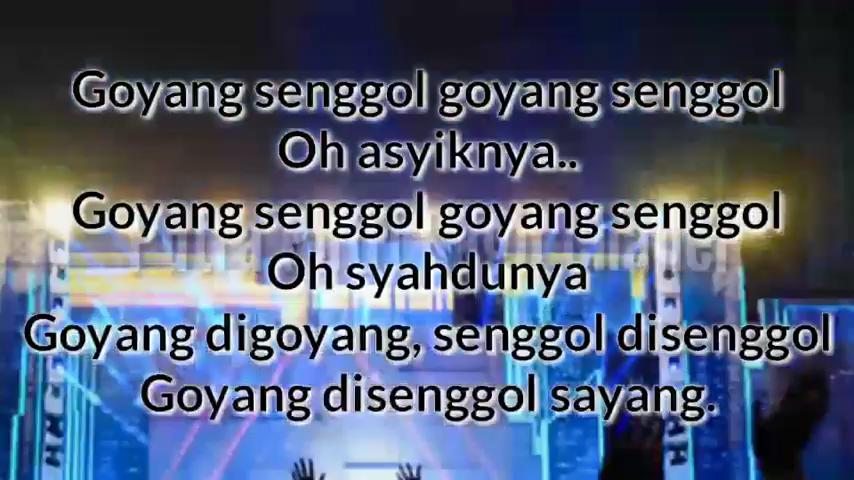 Goyang senggol goyang senggol
Oh asyiknya..
Goyang senggol goyang senggol
Oh syahdunya
Goyang digoyang, senggol disenggol
Goyang disenggol sayang.